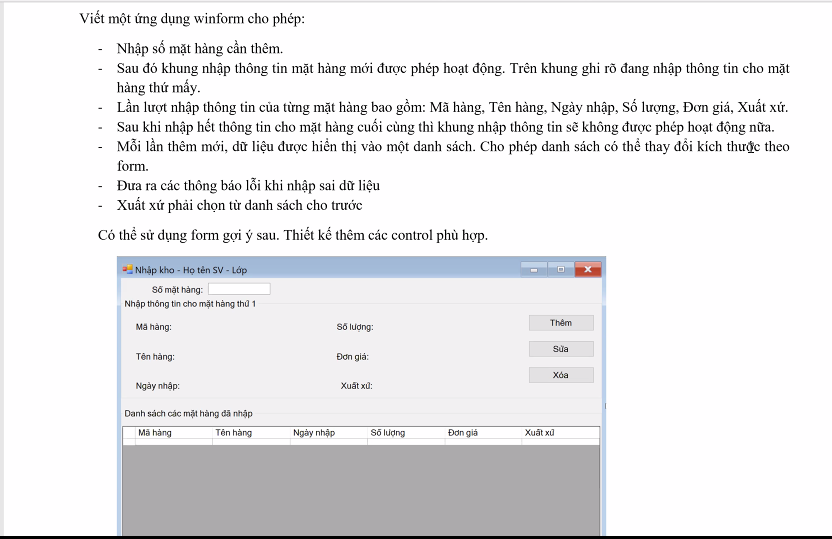 Viết một ứng dụng winform cho phép:
- Nhập số mặt hàng cần thêm.
- Sau đó khung nhập thông tin mặt hàng mới được phép hoạt động. Trên khung ghi rõ đang nhập thông tin cho mặt
hàng thứ mấy.
- Lần lượt nhập thông tin của từng mặt hàng bao gồm: Mã hàng, Tên hàng, Ngày nhập, Số lượng, Đơn giá, Xuất xứ.
- Sau khi nhập hết thông tin cho mặt hàng cuối cùng thì khung nhập thông tin sẽ không được phép hoạt động nữa.
- Mỗi lần thêm mới, dữ liệu được hiển thị vào một danh sách. Cho phép danh sách có thể thay đổi kích thước theo
form.
- Đưa ra các thông báo lỗi khi nhập sai dữ liệu
- Xuất xứ phải chọn từ danh sách cho trước
Có thể sử dụng form gợi ý sau. Thiết kế thêm các control phù hợp.
Nhập kho - Họ tên SV - Lớp
Số mặt hàng:
Nhập thông tin cho mặt hàng thứ 1
Mã hàng: Số lượng: Thêm
Tên hàng: Đơn giá: Sửa
Ngày nhập: Xuất xứ: Xóa
Danh sách các mặt hàng đã nhập
Mã hàng Tên hàng Ngày nhập Số lượng Đơn giá Xuất xứ